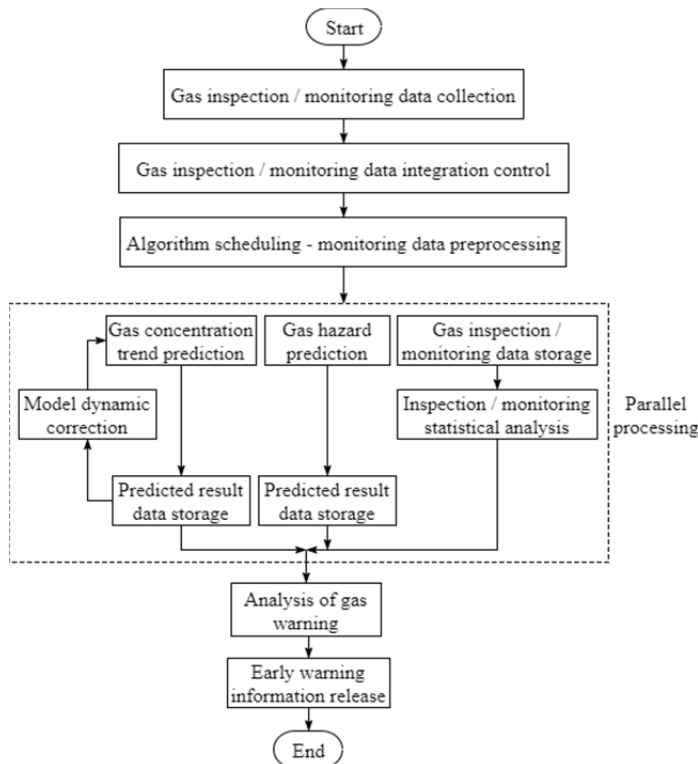 Start
Gas inspection / monitoring data collection
Gas inspection / monitoring data integration control
Algorithm scheduling - monitoring data preprocessing
Gas concentration
trend prediction
Gas hazard
prediction
Gas inspection /
monitoring data storage
Model dynamic
correction
Inspection / monitoring
statistical analysis
Parallel
processing
Predicted result
data storage
Predicted result
data storage
Analysis of gas
warning
Early warning
information release
End